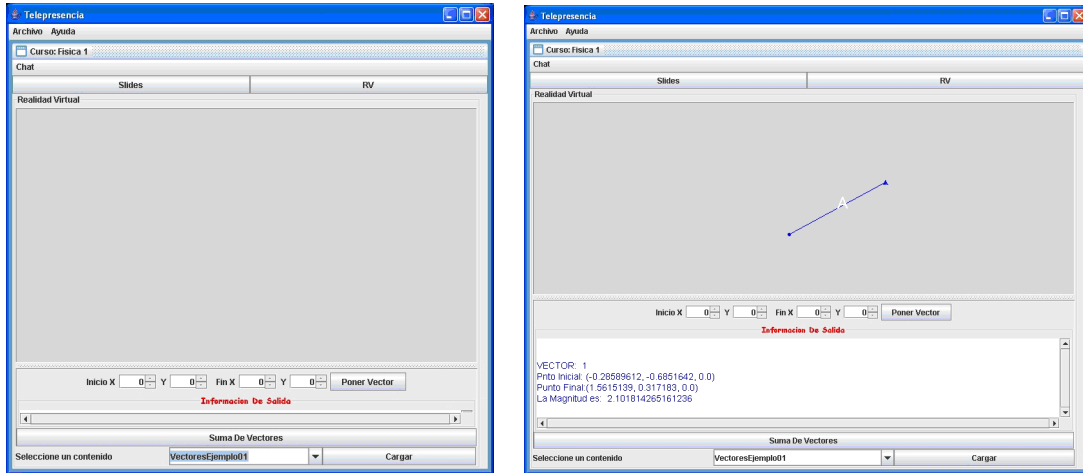 Telepresencia
Archivo Ayuda
Curso: Fisica 1
Chat
Slides RV
Realidad Virtual
Inicio X 0 Y 0 Fin X 0 Y 0 Poner Vector
Informacion De Salida
Suma De Vectores
Seleccione un contenido VectoresEjemplo01 Cargar
Telepresencia
Archivo Ayuda
Curso: Fisica 1
Chat
Slides RV
Realidad Virtual
A
Inicio X 0 Y 0 Fin X 0 Y 0 Poner Vector
Informacion De Salida
VECTOR: 1
Pnto Inicial: (-0.28589612, -0.6851642, 0.0)
Punto Final:(1.5615139, 0.317183, 0.0)
La Magnitud es: 2.101814265161236
Suma De Vectores
Seleccione un contenido VectoresEjemplo01 Cargar